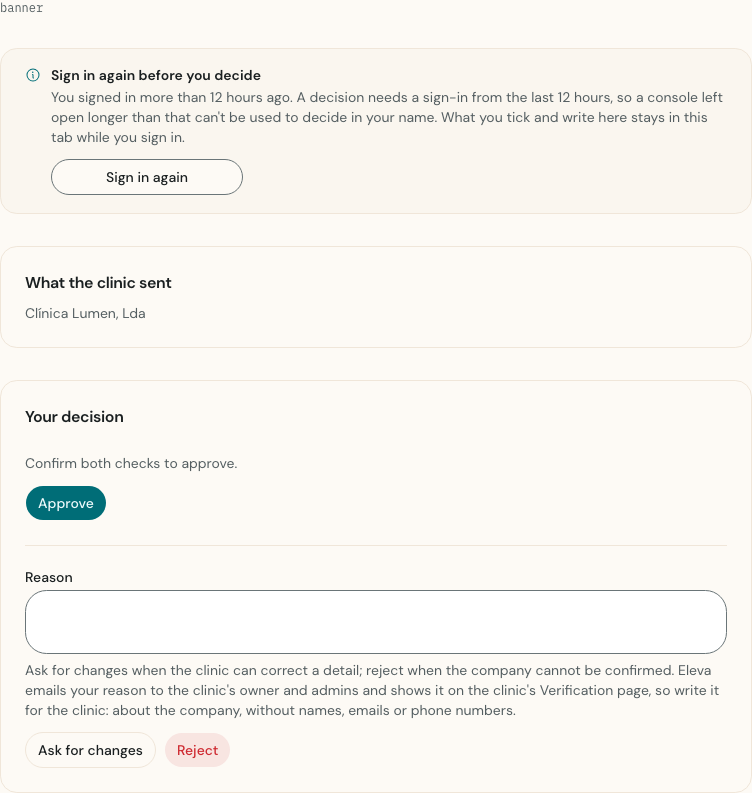 banner
Sign in again before you decide
You signed in more than 12 hours ago. A decision needs a sign-in from the last 12 hours, so a console left
open longer than that can't be used to decide in your name. What you tick and write here stays in this
tab while you sign in.
Sign in again
What the clinic sent
Clínica Lumen, Lda
Your decision
Confirm both checks to approve.
Approve
Reason
Ask for changes when the clinic can correct a detail; reject when the company cannot be confirmed. Eleva
emails your reason to the clinic's owner and admins and shows it on the clinic's Verification page, so write it
for the clinic: about the company, without names, emails or phone numbers.
Ask for changes
Reject